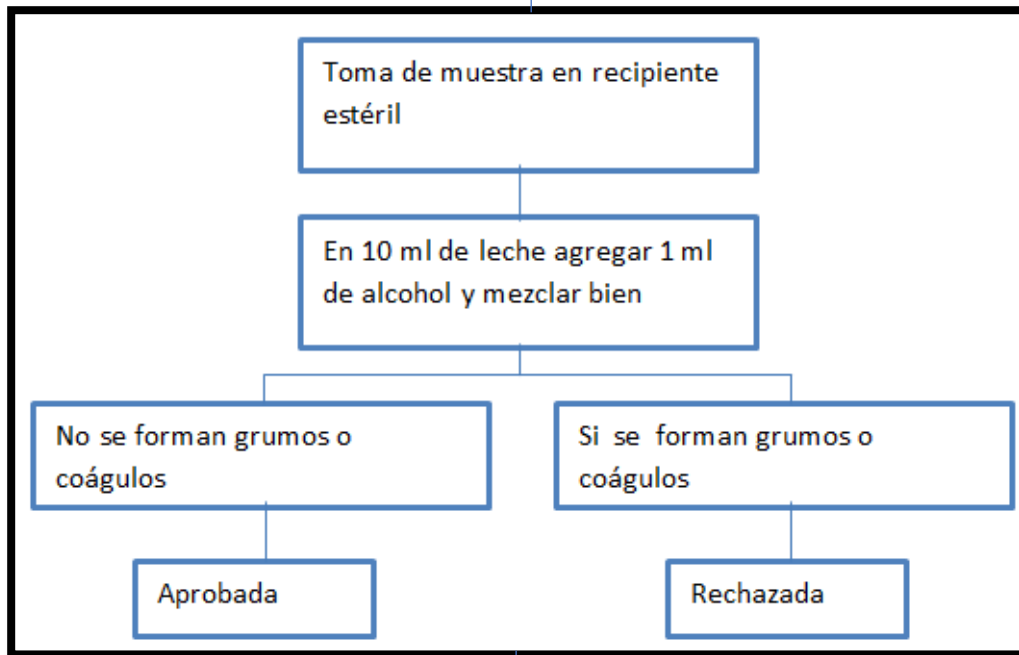 Toma de muestra en recipiente
estéril
En 10 ml de leche agregar 1 ml
de alcohol y mezclar bien
No se forman grumos o
coágulos
Si se forman grumos o
coágulos
Aprobada
Rechazada